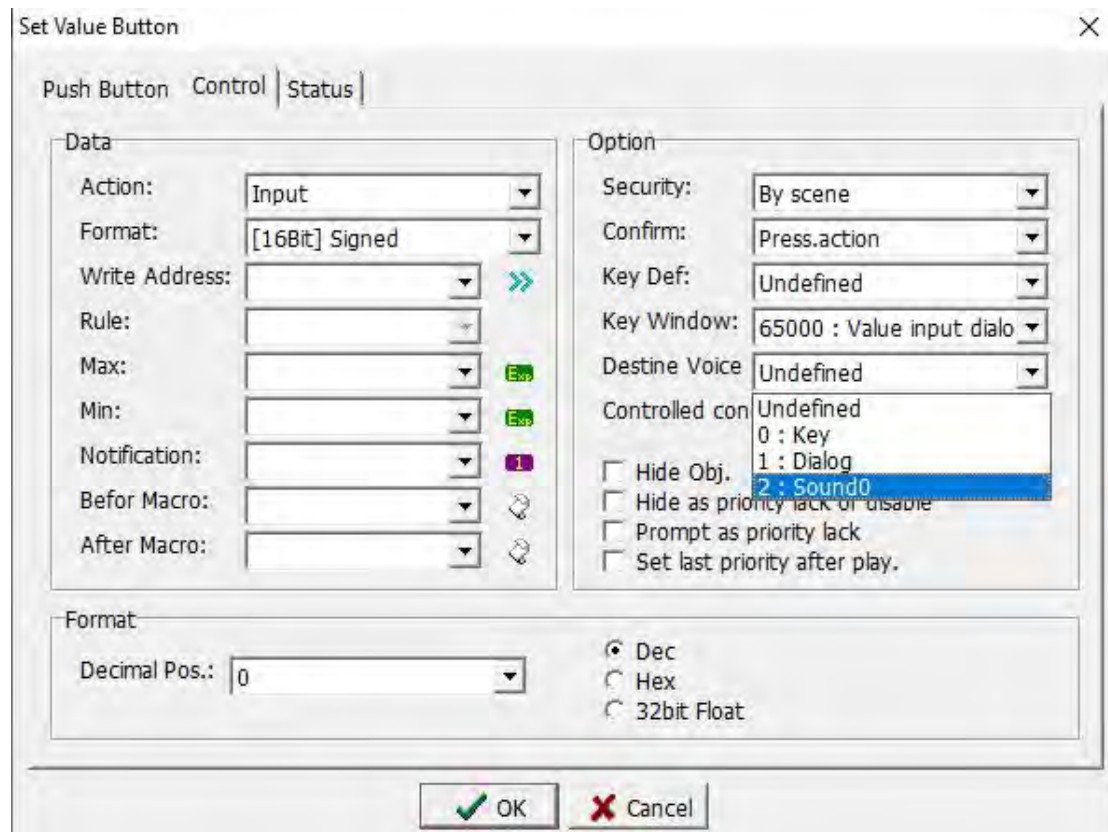 Set Value Button
Push Button Control Status
Data
Action: Input
Format: [16Bit] Signed
Write Address:
Rule:
Max: Exp
Min: Exp
Notification: 1
Befor Macro:
After Macro:
Option
Security: By scene
Confirm: Press.action
Key Def: Undefined
Key Window: 65000 : Value input dialo
Destine Voice Undefined
Controlled con
Undefined
0 : Key
1 : Dialog
2 : Sound0
Hide Obj.
Hide as priority lack or disable
Prompt as priority lack
Set last priority after play.
Format
Decimal Pos.: 0
Dec
Hex
32bit Float
OK Cancel